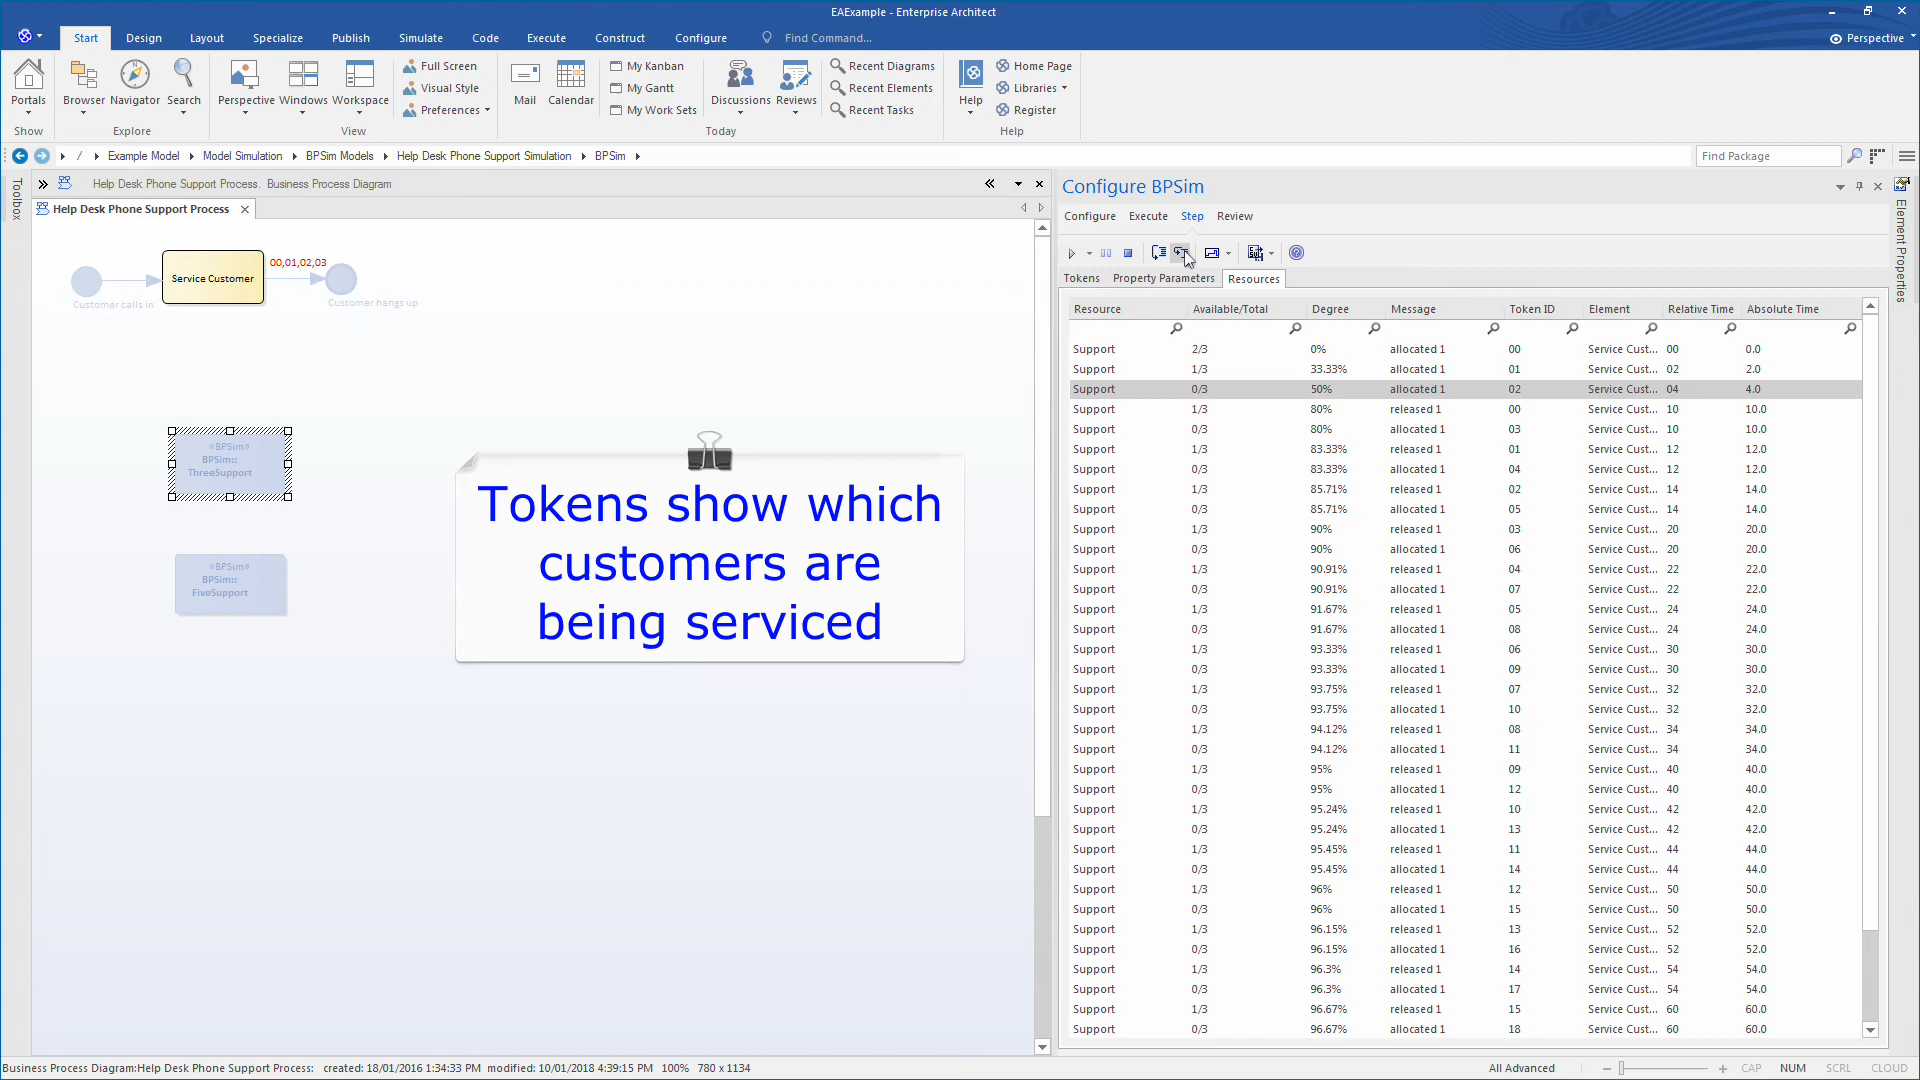 EAExample - Enterprise Architect
Start Design Layout Specialize Publish Simulate Code Execute Construct Configure Find Command... Perspective
Portals Browser Navigator Search Perspective Windows Workspace
Full Screen
Visual Style
Preferences
Mail Calendar
My Kanban
My Gantt
My Work Sets
Discussions Reviews
Recent Diagrams
Recent Elements
Recent Tasks
Help
Home Page
Libraries
Register
Show Explore View Today Help
/ Example Model Model Simulation BPSim Models Help Desk Phone Support Simulation BPSim Find Package
Toolbox
Help Desk Phone Support Process. Business Process Diagram
Help Desk Phone Support Process
Service Customer
00,01,02,03
Customer calls in
Customer hangs up
«BPSim»
BPSim::
ThreeSupport
«BPSim»
BPSim::
FiveSupport
Tokens show which
customers are
being serviced
Configure BPSim
Configure Execute Step Review
Tokens Property Parameters Resources
Resource Available/Total Degree Message Token ID Element Relative Time Absolute Time
Support 2/3 0% allocated 1 00 Service Cust... 00 0.0
Support 1/3 33.33% allocated 1 01 Service Cust... 02 2.0
Support 0/3 50% allocated 1 02 Service Cust... 04 4.0
Support 1/3 80% released 1 00 Service Cust... 10 10.0
Support 0/3 80% allocated 1 03 Service Cust... 10 10.0
Support 1/3 83.33% released 1 01 Service Cust... 12 12.0
Support 0/3 83.33% allocated 1 04 Service Cust... 12 12.0
Support 1/3 85.71% released 1 02 Service Cust... 14 14.0
Support 0/3 85.71% allocated 1 05 Service Cust... 14 14.0
Support 1/3 90% released 1 03 Service Cust... 20 20.0
Support 0/3 90% allocated 1 06 Service Cust... 20 20.0
Support 1/3 90.91% released 1 04 Service Cust... 22 22.0
Support 0/3 90.91% allocated 1 07 Service Cust... 22 22.0
Support 1/3 91.67% released 1 05 Service Cust... 24 24.0
Support 0/3 91.67% allocated 1 08 Service Cust... 24 24.0
Support 1/3 93.33% released 1 06 Service Cust... 30 30.0
Support 0/3 93.33% allocated 1 09 Service Cust... 30 30.0
Support 1/3 93.75% released 1 07 Service Cust... 32 32.0
Support 0/3 93.75% allocated 1 10 Service Cust... 32 32.0
Support 1/3 94.12% released 1 08 Service Cust... 34 34.0
Support 0/3 94.12% allocated 1 11 Service Cust... 34 34.0
Support 1/3 95% released 1 09 Service Cust... 40 40.0
Support 0/3 95% allocated 1 12 Service Cust... 40 40.0
Support 1/3 95.24% released 1 10 Service Cust... 42 42.0
Support 0/3 95.24% allocated 1 13 Service Cust... 42 42.0
Support 1/3 95.45% released 1 11 Service Cust... 44 44.0
Support 0/3 95.45% allocated 1 14 Service Cust... 44 44.0
Support 1/3 96% released 1 12 Service Cust... 50 50.0
Support 0/3 96% allocated 1 15 Service Cust... 50 50.0
Support 1/3 96.15% released 1 13 Service Cust... 52 52.0
Support 0/3 96.15% allocated 1 16 Service Cust... 52 52.0
Support 1/3 96.3% released 1 14 Service Cust... 54 54.0
Support 0/3 96.3% allocated 1 17 Service Cust... 54 54.0
Support 1/3 96.67% released 1 15 Service Cust... 60 60.0
Support 0/3 96.67% allocated 1 18 Service Cust... 60 60.0
Element Properties
Business Process Diagram:Help Desk Phone Support Process: created: 18/01/2016 1:34:33 PM modified: 10/01/2018 4:39:15 PM 100% 780 x 1134 All Advanced CAP NUM SCRL CLOUD